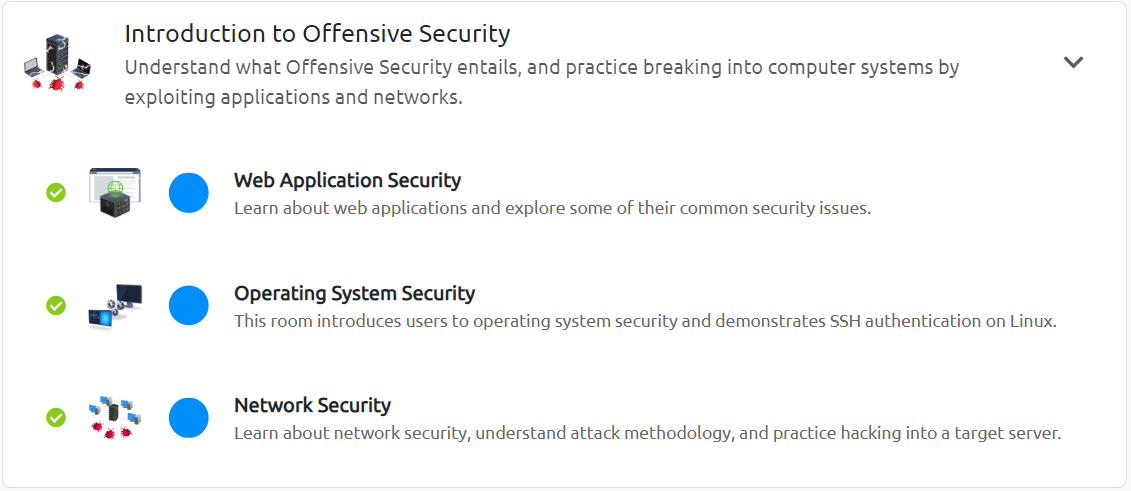 Introduction to Offensive Security
Understand what Offensive Security entails, and practice breaking into computer systems by
exploiting applications and networks.
Web Application Security
Learn about web applications and explore some of their common security issues.
Operating System Security
This room introduces users to operating system security and demonstrates SSH authentication on Linux.
Network Security
Learn about network security, understand attack methodology, and practice hacking into a target server.